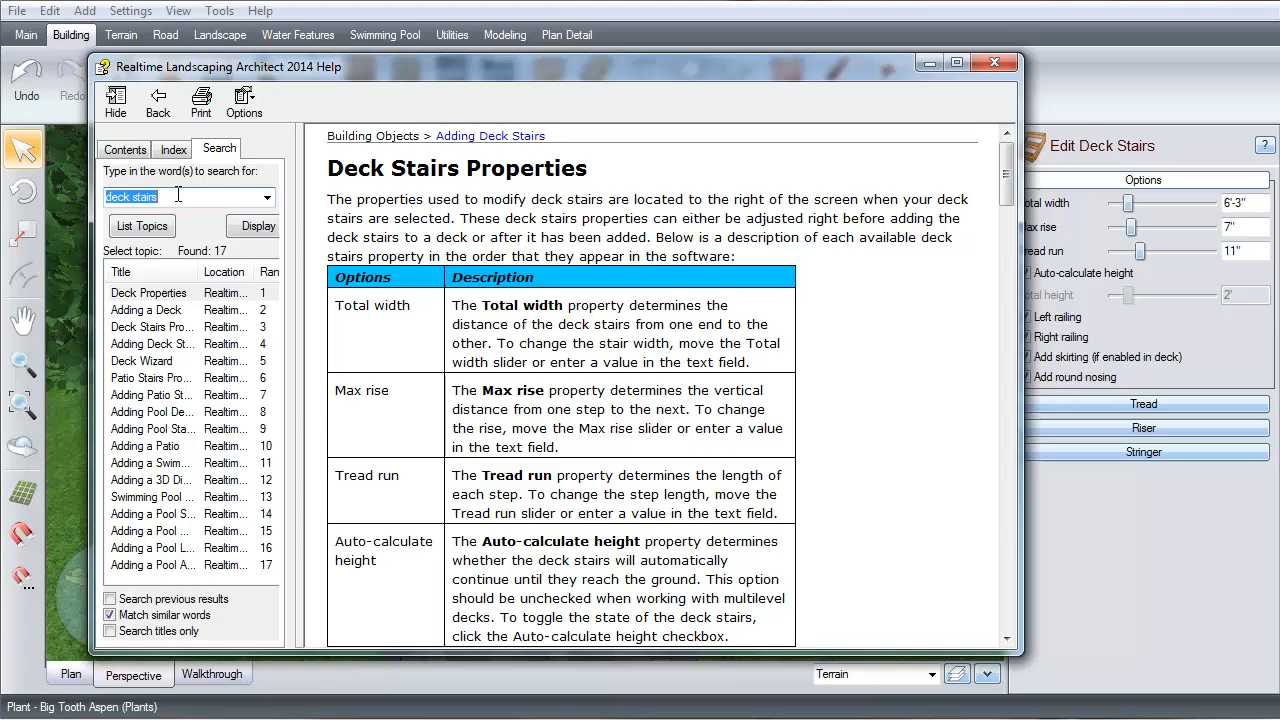 File Edit Add Settings View Tools Help
Main Building Terrain Road Landscape Water Features Swimming Pool Utilities Modeling Plan Detail
Undo Redo
Realtime Landscaping Architect 2014 Help
Hide Back Print Options
Contents Index Search
Type in the word(s) to search for:
deck stairs
List Topics Display
Select topic: Found: 17
Title Location Ran
Deck Properties Realtim... 1
Adding a Deck Realtim... 2
Deck Stairs Pro... Realtim... 3
Adding Deck St... Realtim... 4
Deck Wizard Realtim... 5
Patio Stairs Pro... Realtim... 6
Adding Patio St... Realtim... 7
Adding Pool De... Realtim... 8
Adding Pool Sta... Realtim... 9
Adding a Patio Realtim... 10
Adding a Swim... Realtim... 11
Adding a 3D Di... Realtim... 12
Swimming Pool ... Realtim... 13
Adding a Pool S... Realtim... 14
Adding a Pool ... Realtim... 15
Adding a Pool L... Realtim... 16
Adding a Pool A... Realtim... 17
Search previous results
Match similar words
Search titles only
Building Objects > Adding Deck Stairs
Deck Stairs Properties
The properties used to modify deck stairs are located to the right of the screen when your deck
stairs are selected. These deck stairs properties can either be adjusted right before adding the
deck stairs to a deck or after it has been added. Below is a description of each available deck
stairs property in the order that they appear in the software:
Options Description
Total width
The Total width property determines the
distance of the deck stairs from one end to the
other. To change the stair width, move the Total
width slider or enter a value in the text field.
Max rise
The Max rise property determines the vertical
distance from one step to the next. To change
the rise, move the Max rise slider or enter a value
in the text field.
Tread run
The Tread run property determines the length of
each step. To change the step length, move the
Tread run slider or enter a value in the text field.
Auto-calculate
height
The Auto-calculate height property determines
whether the deck stairs will automatically
continue until they reach the ground. This option
should be unchecked when working with multilevel
decks. To toggle the state of the deck stairs,
click the Auto-calculate height checkbox.
Edit Deck Stairs ?
Options
otal width 6'-3"
ax rise 7"
read run 11"
Auto-calculate height
otal height 2'
Left railing
Right railing
Add skirting (if enabled in deck)
Add round nosing
Tread
Riser
Stringer
Plan Perspective Walkthrough Terrain
Plant - Big Tooth Aspen (Plants)